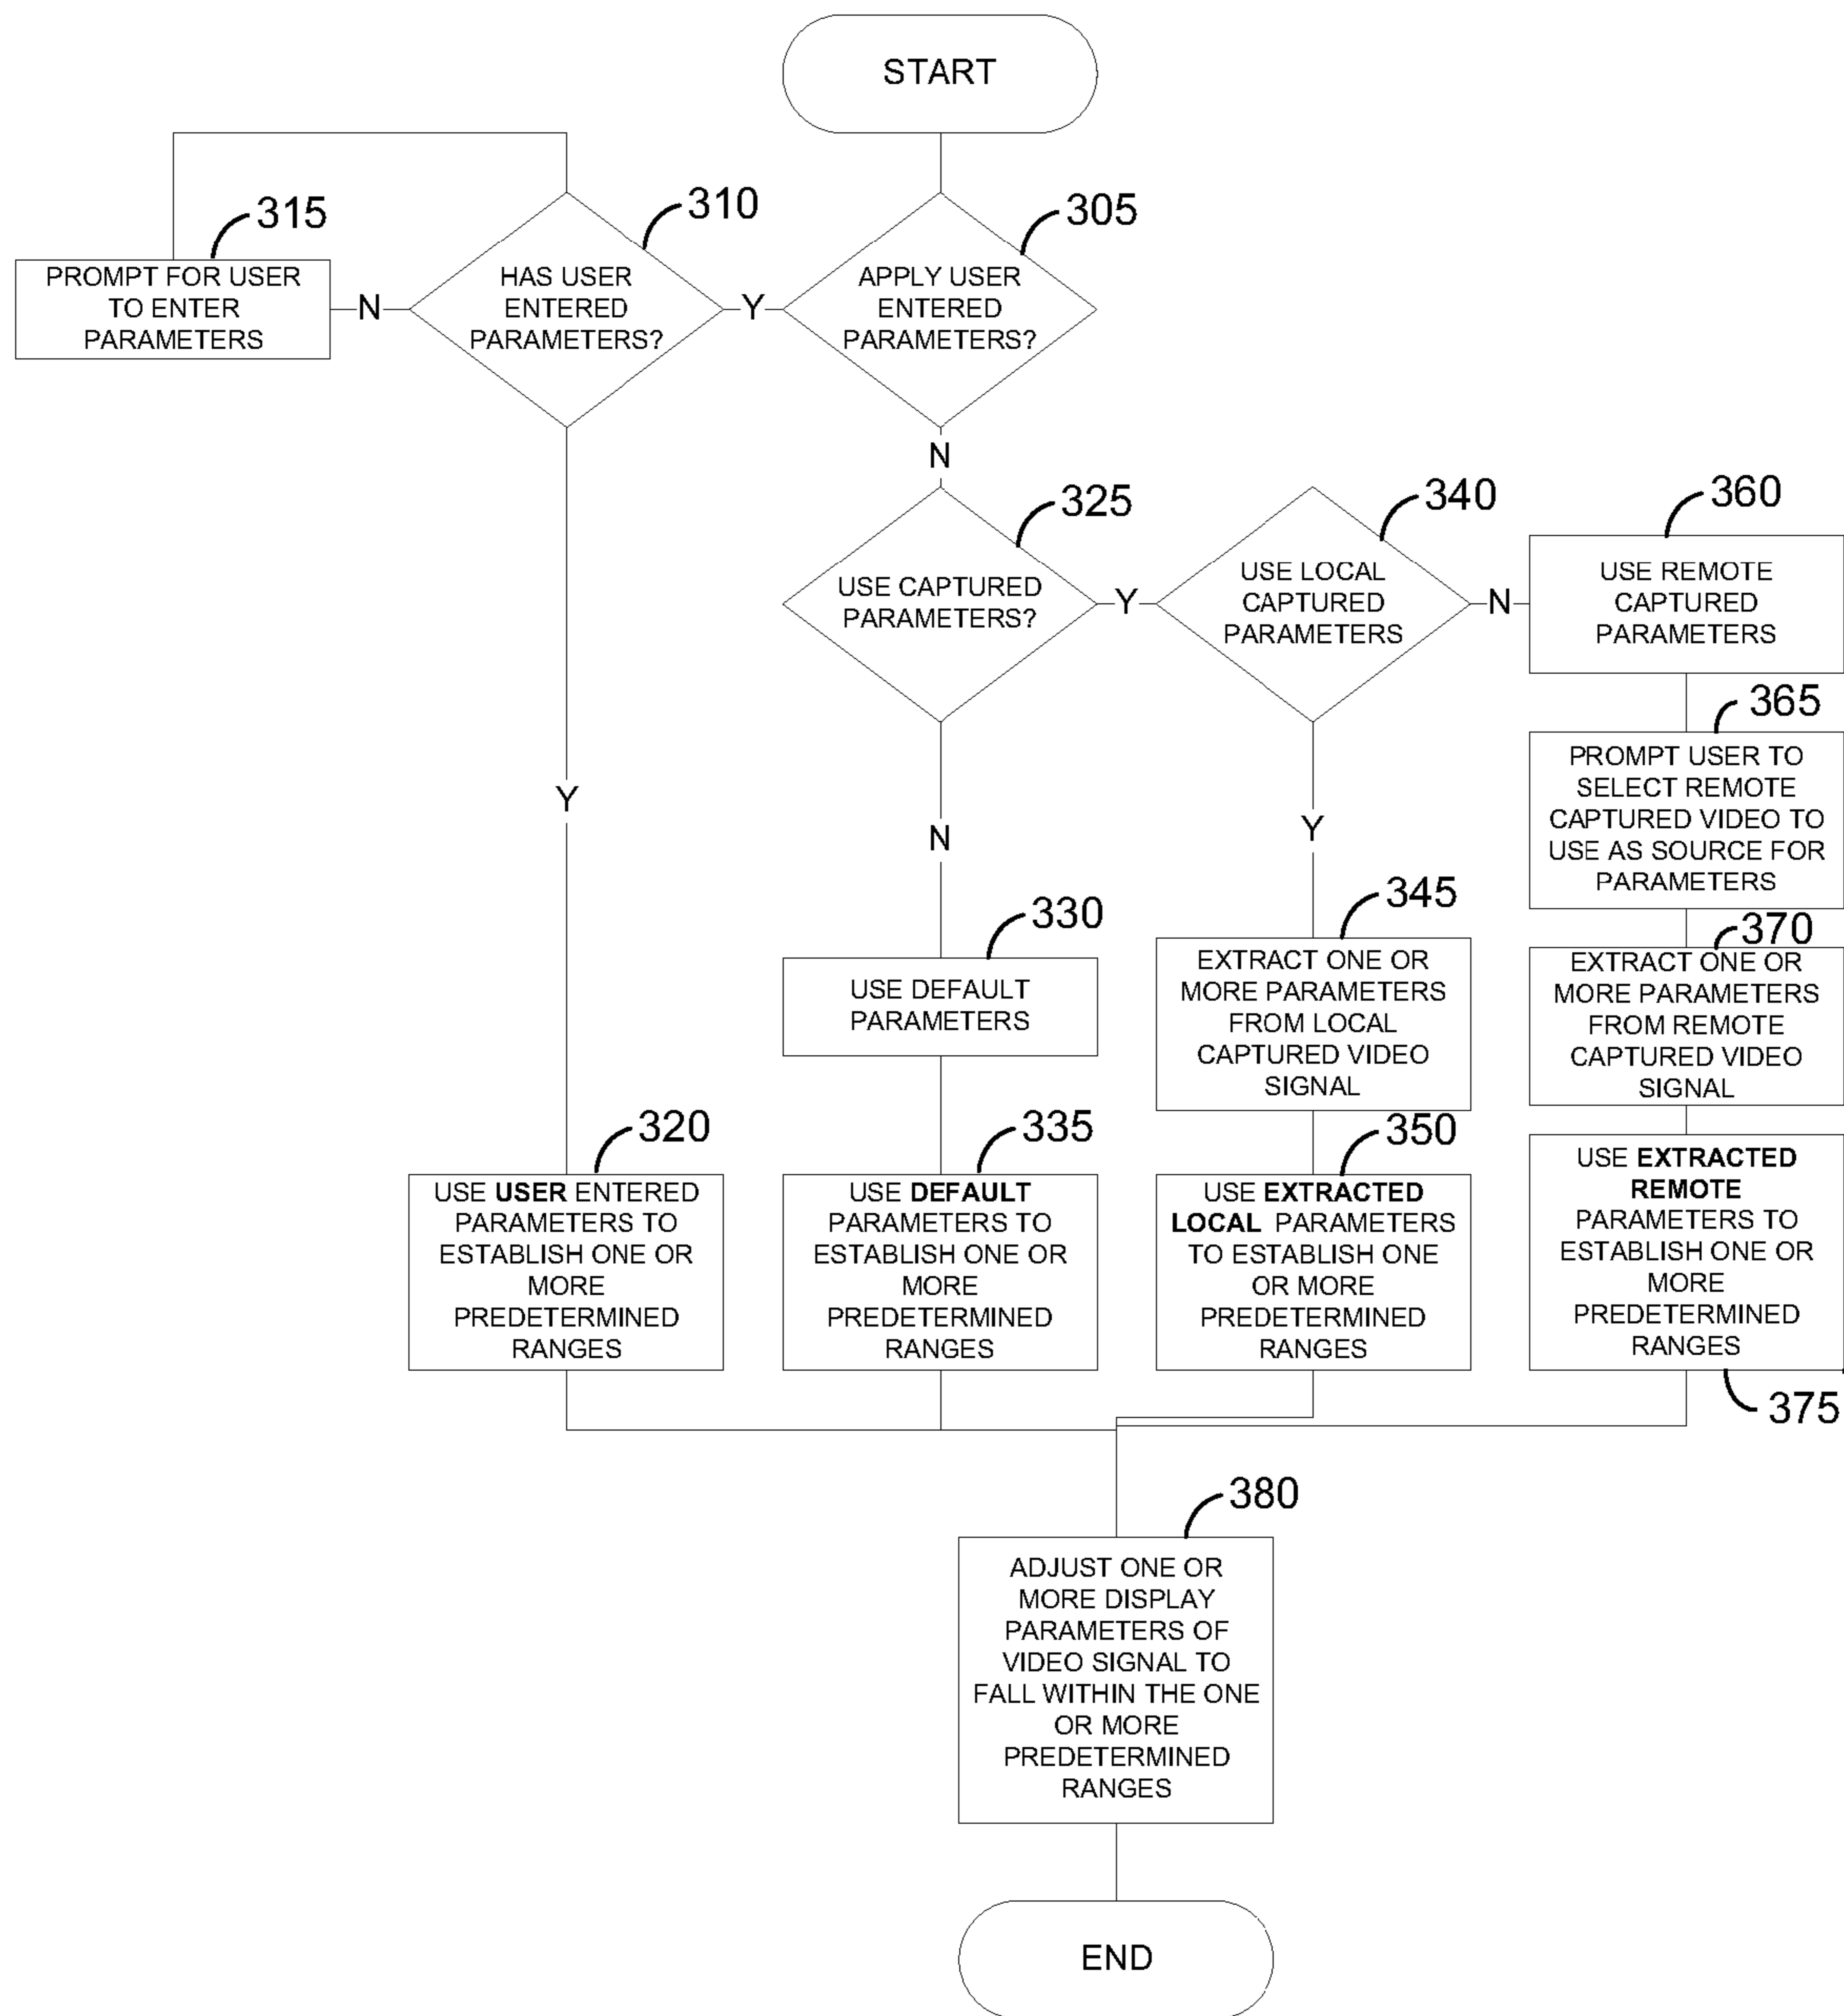 START
315
310
305
PROMPT FOR USER
TO ENTER
PARAMETERS
N
HAS USER
ENTERED
PARAMETERS?
Y
APPLY USER
ENTERED
PARAMETERS?
N
325
340
360
USE CAPTURED
PARAMETERS?
Y
USE LOCAL
CAPTURED
PARAMETERS
N
USE REMOTE
CAPTURED
PARAMETERS
365
PROMPT USER TO
SELECT REMOTE
CAPTURED VIDEO TO
USE AS SOURCE FOR
PARAMETERS
Y
N
Y
330
USE DEFAULT
PARAMETERS
345
EXTRACT ONE OR
MORE PARAMETERS
FROM LOCAL
CAPTURED VIDEO
SIGNAL
370
EXTRACT ONE OR
MORE PARAMETERS
FROM REMOTE
CAPTURED VIDEO
SIGNAL
320
USE USER ENTERED
PARAMETERS TO
ESTABLISH ONE OR
MORE
PREDETERMINED
RANGES
335
USE DEFAULT
PARAMETERS TO
ESTABLISH ONE OR
MORE
PREDETERMINED
RANGES
350
USE EXTRACTED
LOCAL PARAMETERS
TO ESTABLISH ONE
OR MORE
PREDETERMINED
RANGES
USE EXTRACTED
REMOTE
PARAMETERS TO
ESTABLISH ONE OR
MORE
PREDETERMINED
RANGES
375
380
ADJUST ONE OR
MORE DISPLAY
PARAMETERS OF
VIDEO SIGNAL TO
FALL WITHIN THE ONE
OR MORE
PREDETERMINED
RANGES
END